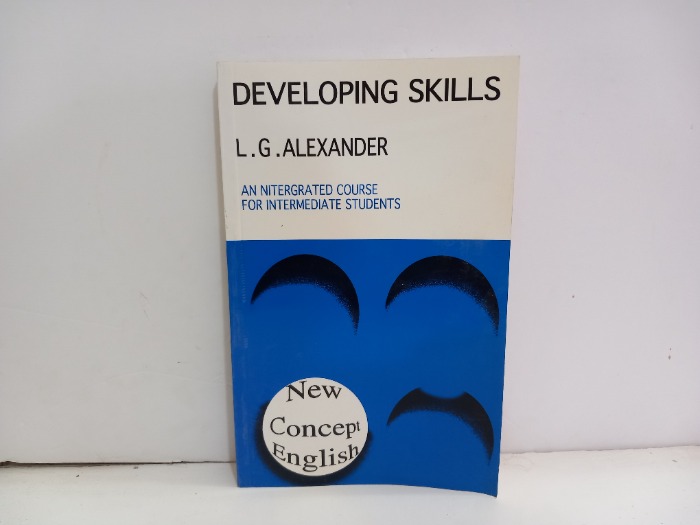 DEVELOPING SKILLS
L.G.ALEXANDER
AN NITERGRATED COURSE
FOR INTERMEDIATE STUDENTS
New
Concept
English